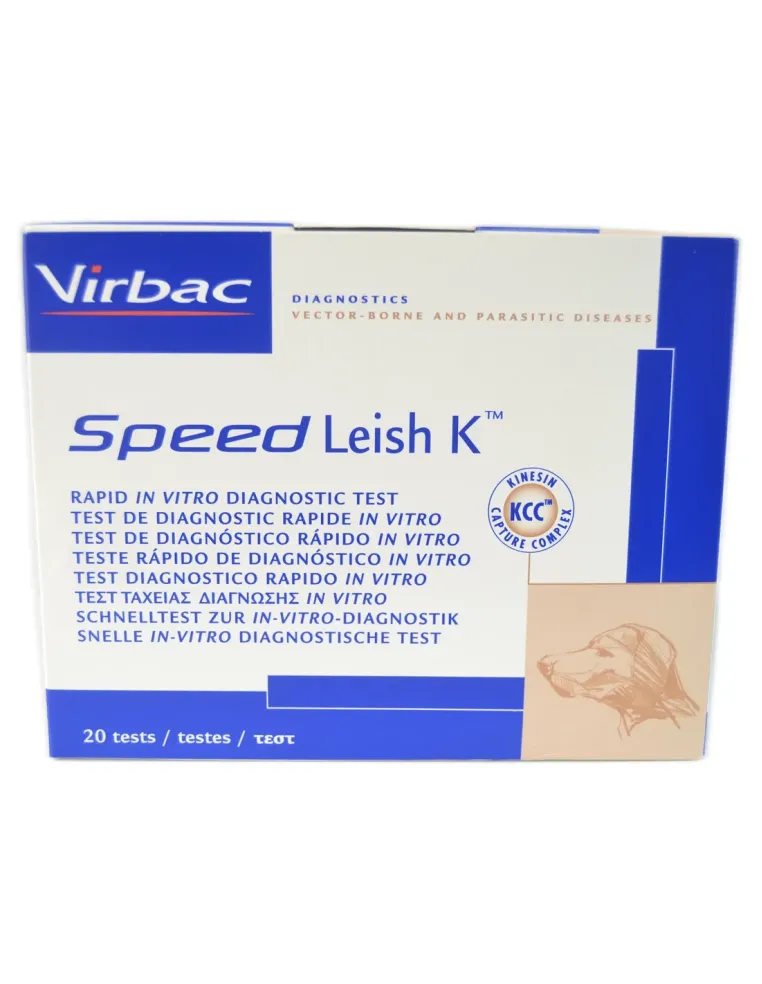 Virbac
DIAGNOSTICS
VECTOR-BORNE AND PARASITIC DISEASES
Speed Leish K™
RAPID IN VITRO DIAGNOSTIC TEST
TEST DE DIAGNOSTIC RAPIDE IN VITRO
TEST DE DIAGNÓSTICO RÁPIDO IN VITRO
TESTE RÁPIDO DE DIAGNÓSTICO IN VITRO
TEST DIAGNOSTICO RAPIDO IN VITRO
ΤΕΣΤ ΤΑΧΕΙΑΣ ΔΙΑΓΝΩΣΗΣ IN VITRO
SCHNELLTEST ZUR IN-VITRO-DIAGNOSTIK
SNELLE IN-VITRO DIAGNOSTISCHE TEST
KINESIN
KCC™
CAPTURE COMPLEX
20 tests / testes / τεστ